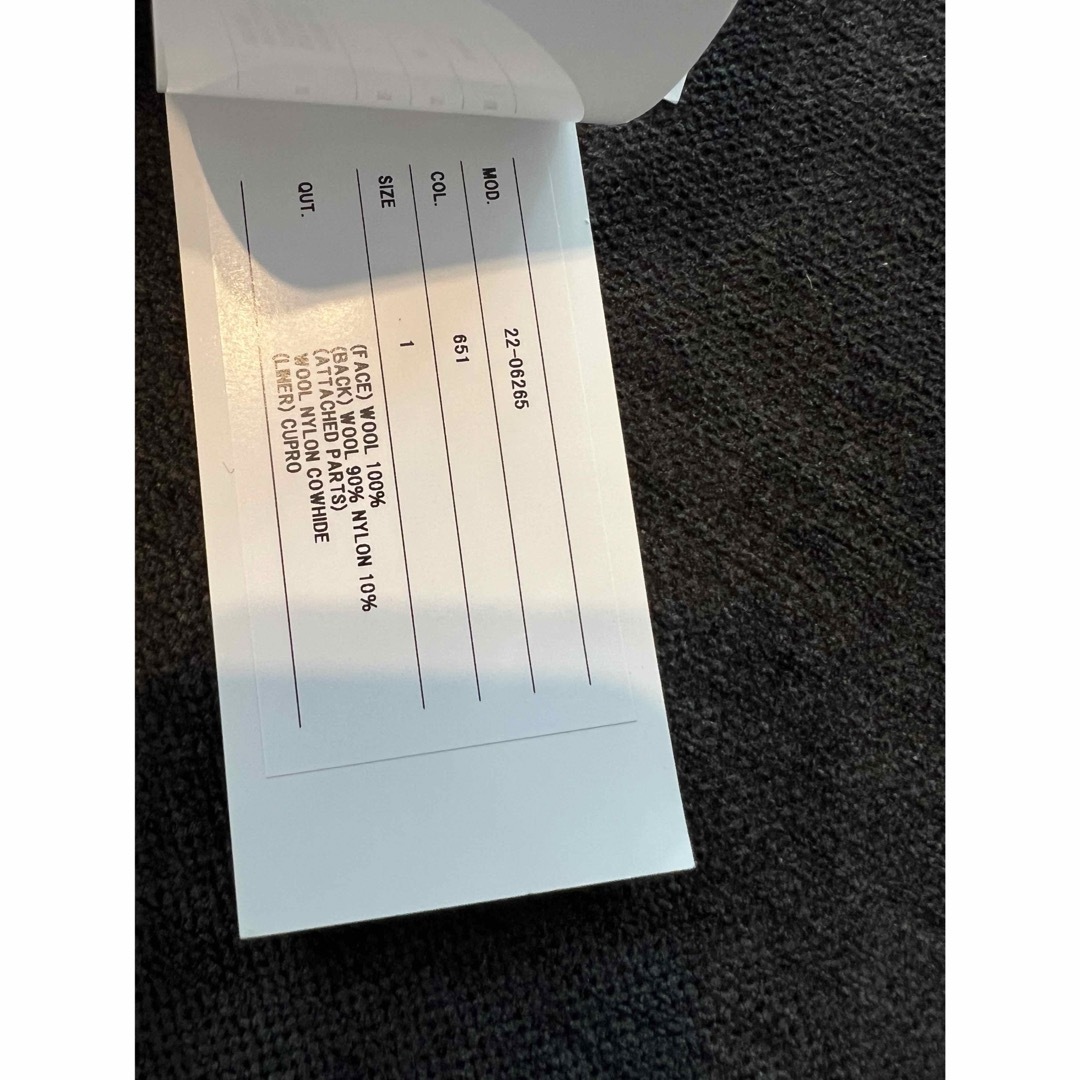 MOD. 22-06265
COL. 651
SIZE 1
QUT. (FACE) WOOL 100%
(BACK) WOOL 90% NYLON 10%
(ATTACHED PARTS)
WOOL NYLON COWHIDE
(LINER) CUPRO